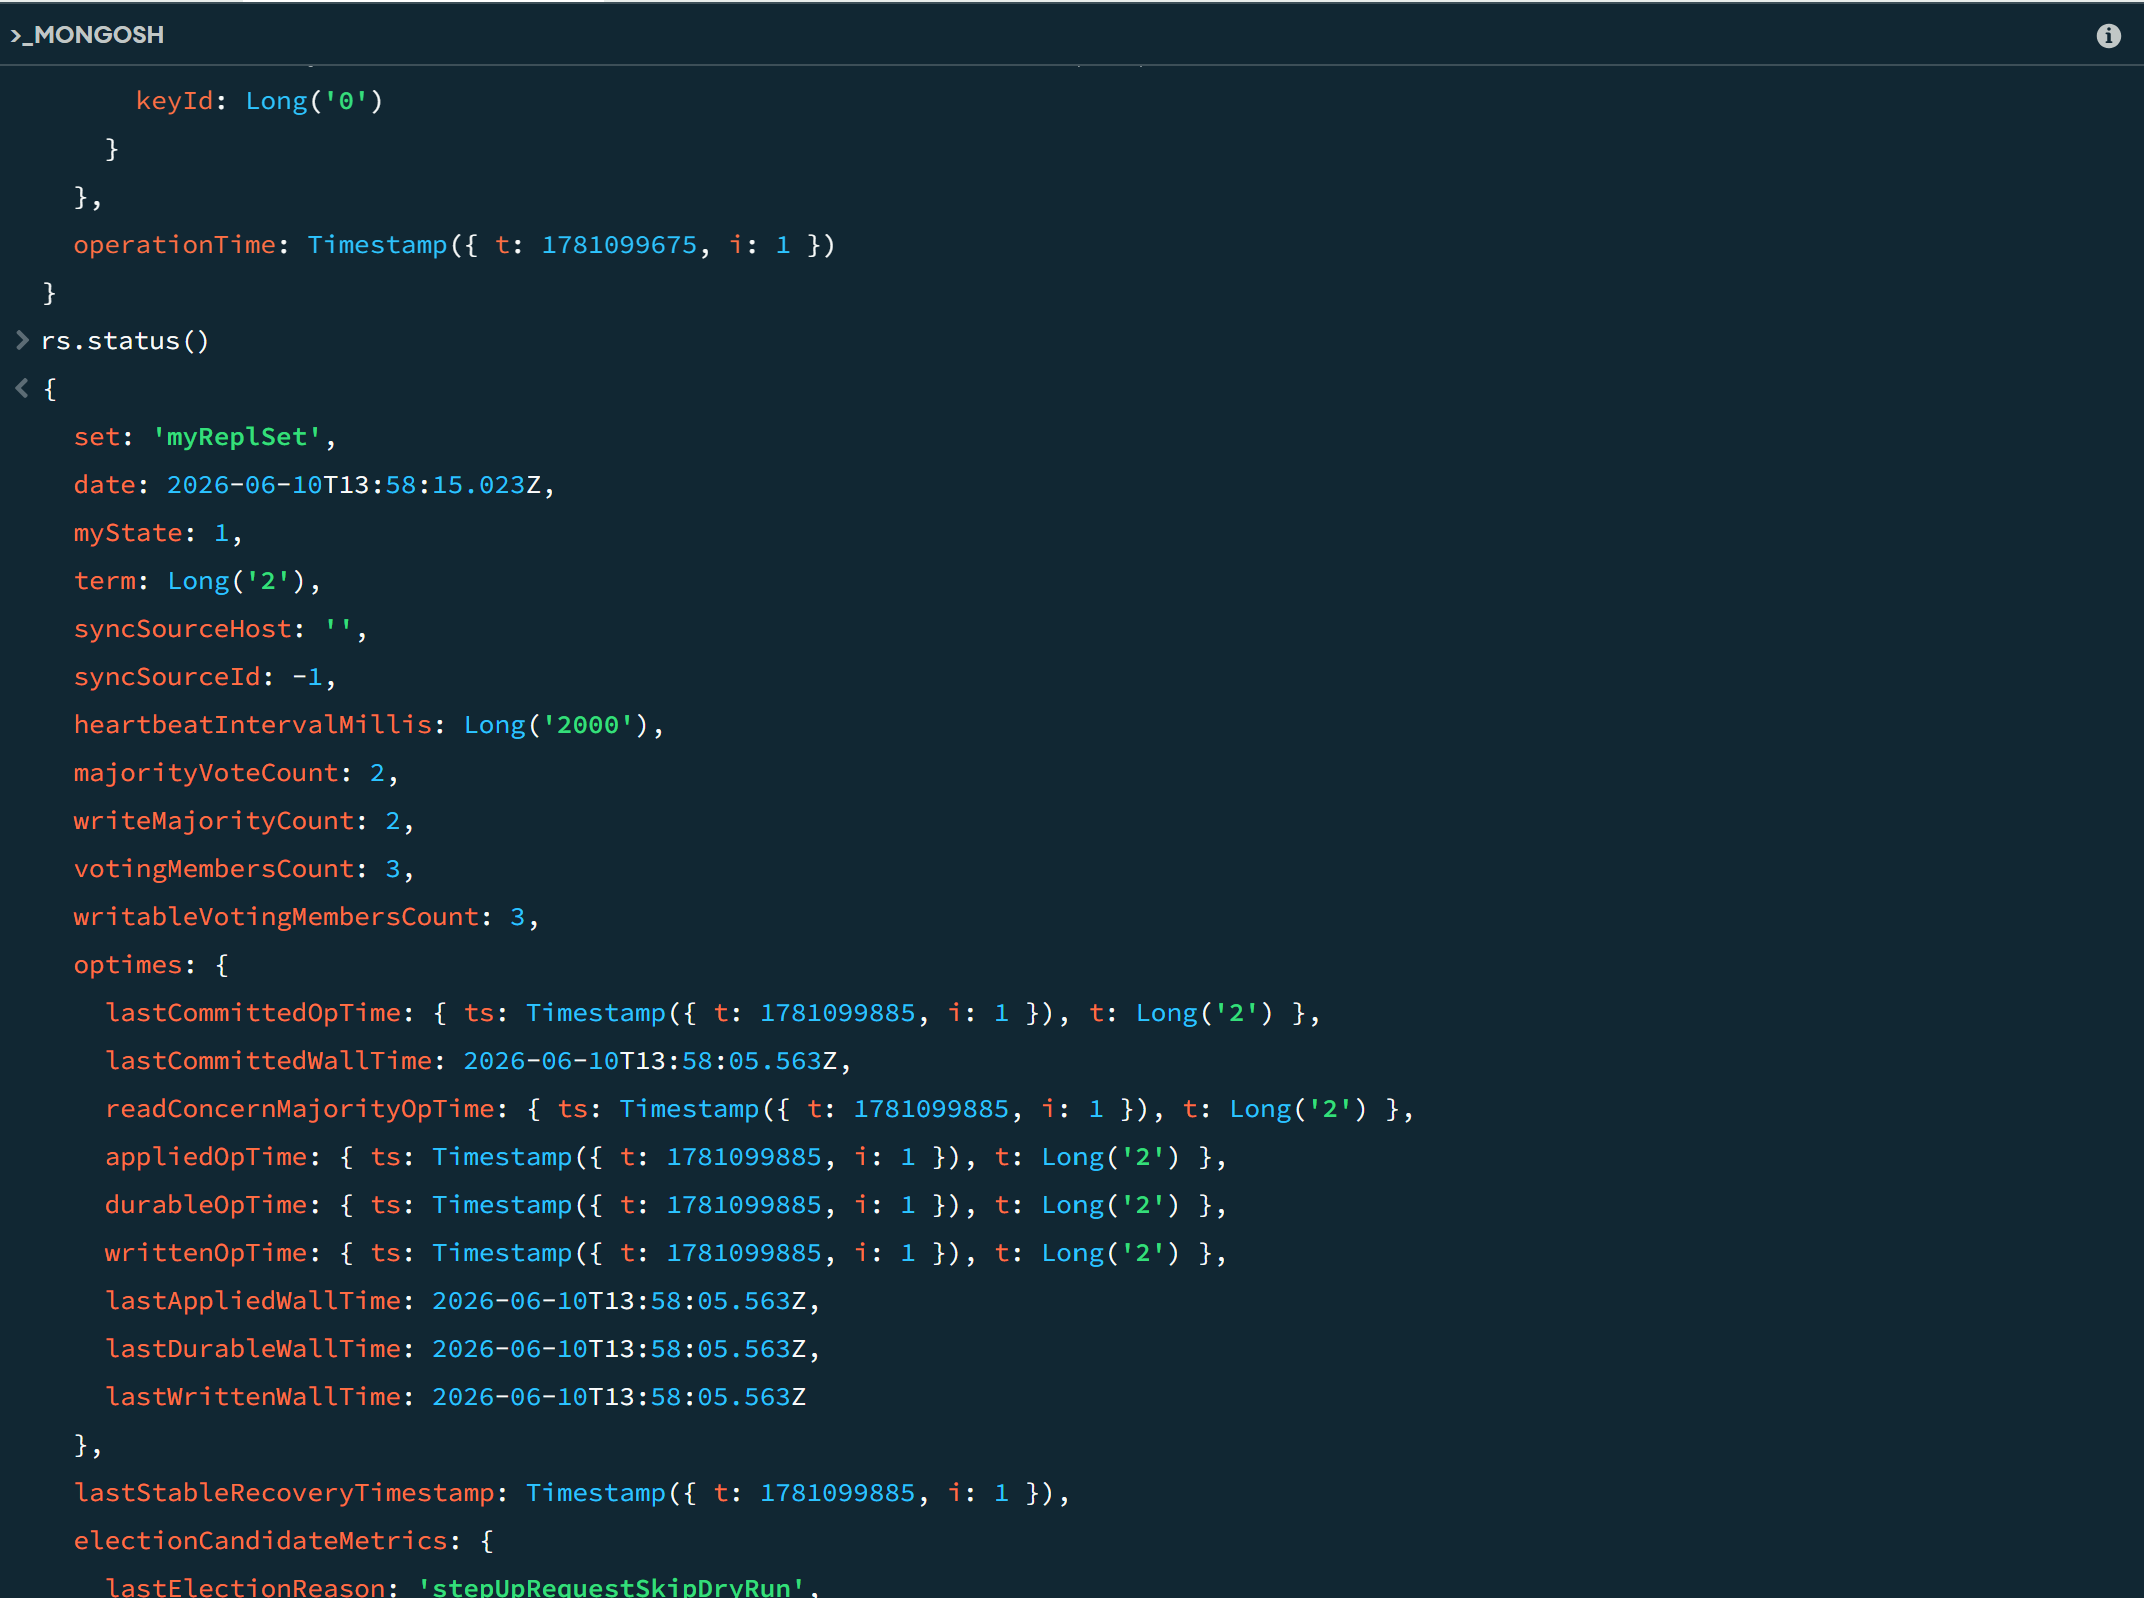 >_MONGOSH
keyId: Long('0')
}
},
operationTime: Timestamp({ t: 1781099675, i: 1 })
}
> rs.status()
< {
set: 'myReplSet',
date: 2026-06-10T13:58:15.023Z,
myState: 1,
term: Long('2'),
syncSourceHost: '',
syncSourceId: -1,
heartbeatIntervalMillis: Long('2000'),
majorityVoteCount: 2,
writeMajorityCount: 2,
votingMembersCount: 3,
writableVotingMembersCount: 3,
optimes: {
lastCommittedOpTime: { ts: Timestamp({ t: 1781099885, i: 1 }), t: Long('2') },
lastCommittedWallTime: 2026-06-10T13:58:05.563Z,
readConcernMajorityOpTime: { ts: Timestamp({ t: 1781099885, i: 1 }), t: Long('2') },
appliedOpTime: { ts: Timestamp({ t: 1781099885, i: 1 }), t: Long('2') },
durableOpTime: { ts: Timestamp({ t: 1781099885, i: 1 }), t: Long('2') },
writtenOpTime: { ts: Timestamp({ t: 1781099885, i: 1 }), t: Long('2') },
lastAppliedWallTime: 2026-06-10T13:58:05.563Z,
lastDurableWallTime: 2026-06-10T13:58:05.563Z,
lastWrittenWallTime: 2026-06-10T13:58:05.563Z
},
lastStableRecoveryTimestamp: Timestamp({ t: 1781099885, i: 1 }),
electionCandidateMetrics: {
lastElectionReason: 'stepUpRequestSkipDryRun',